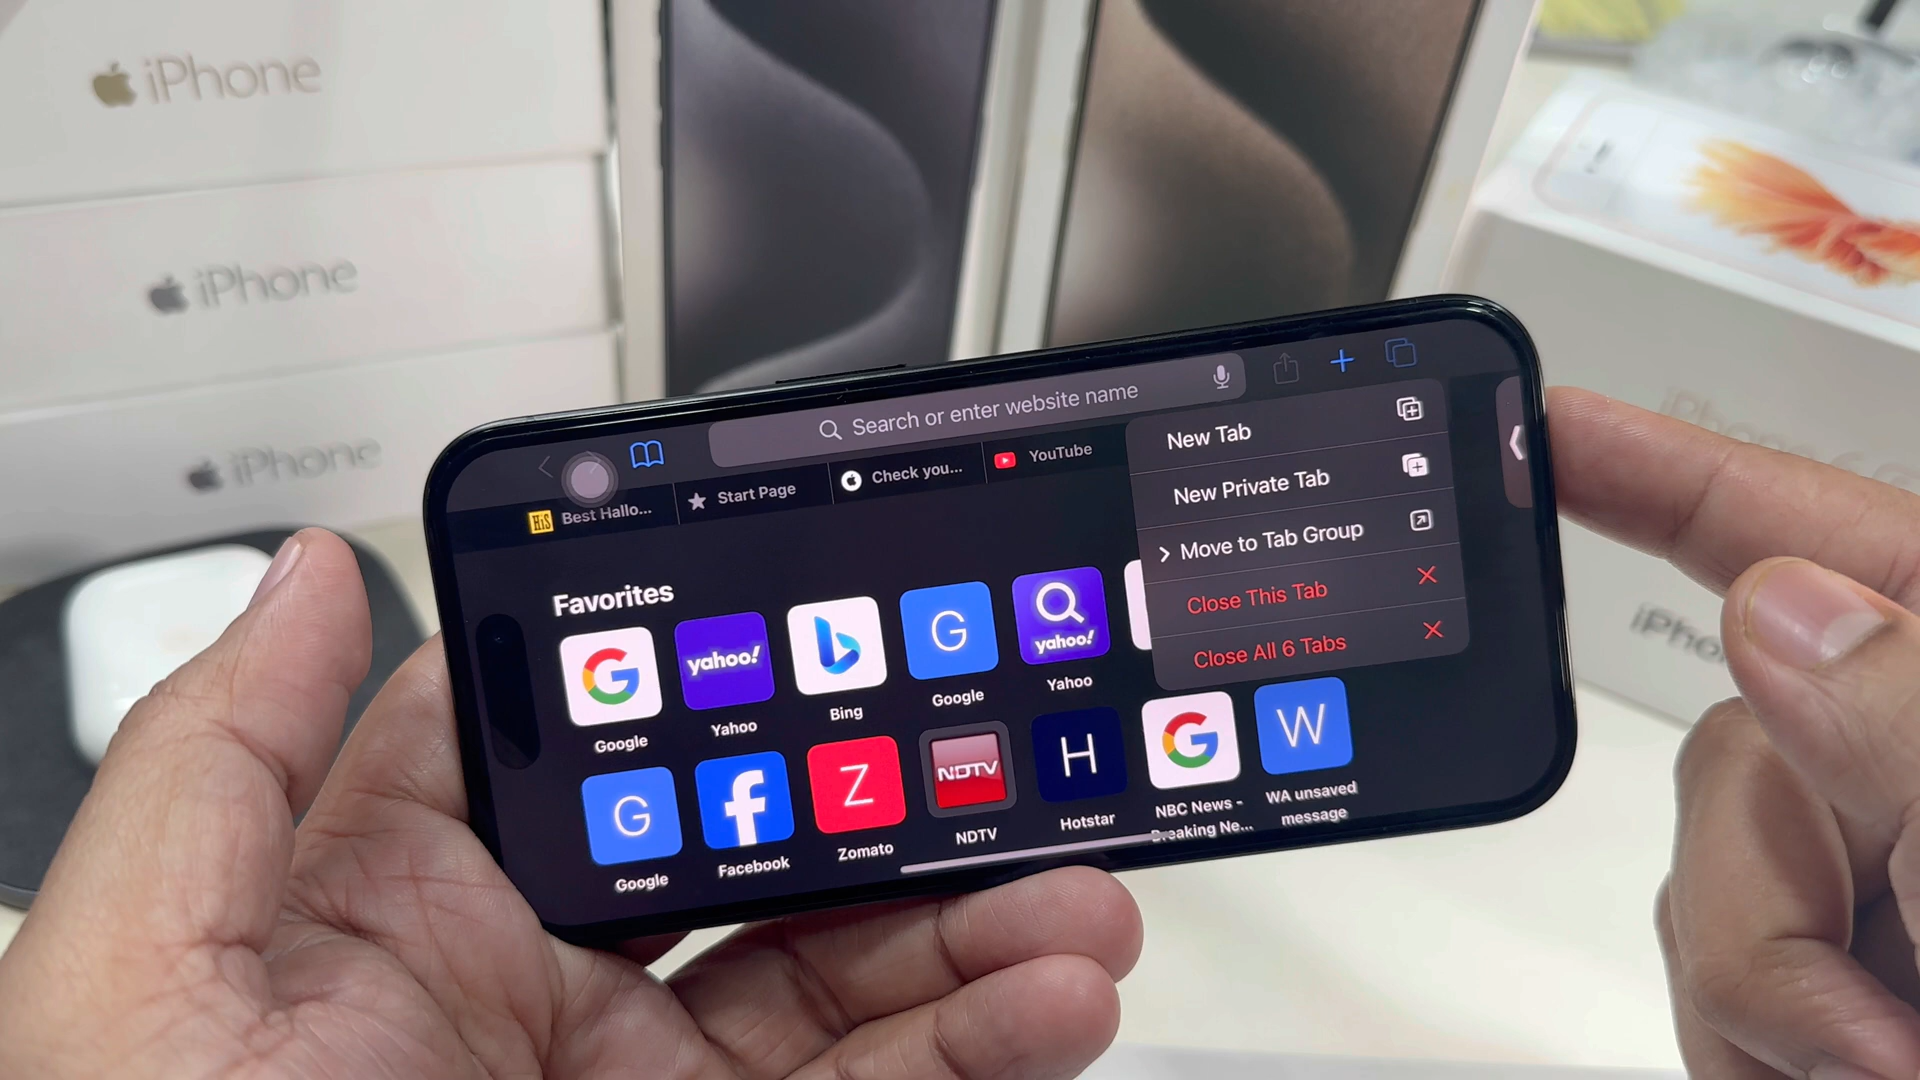 iPhone
iPhone
iPhone
Search or enter website name
Best Hallo...
Start Page
Check you...
YouTube
New Tab
New Private Tab
Move to Tab Group
Close This Tab
Close All 6 Tabs
Favorites
G
yahoo!
b
G
yahoo!
Google
Yahoo
Bing
Google
Yahoo
G
f
Z
NDTV
H
G
W
Google
Facebook
Zomato
NDTV
Hotstar
NBC News -
Breaking Ne...
WA unsaved
message
HiS